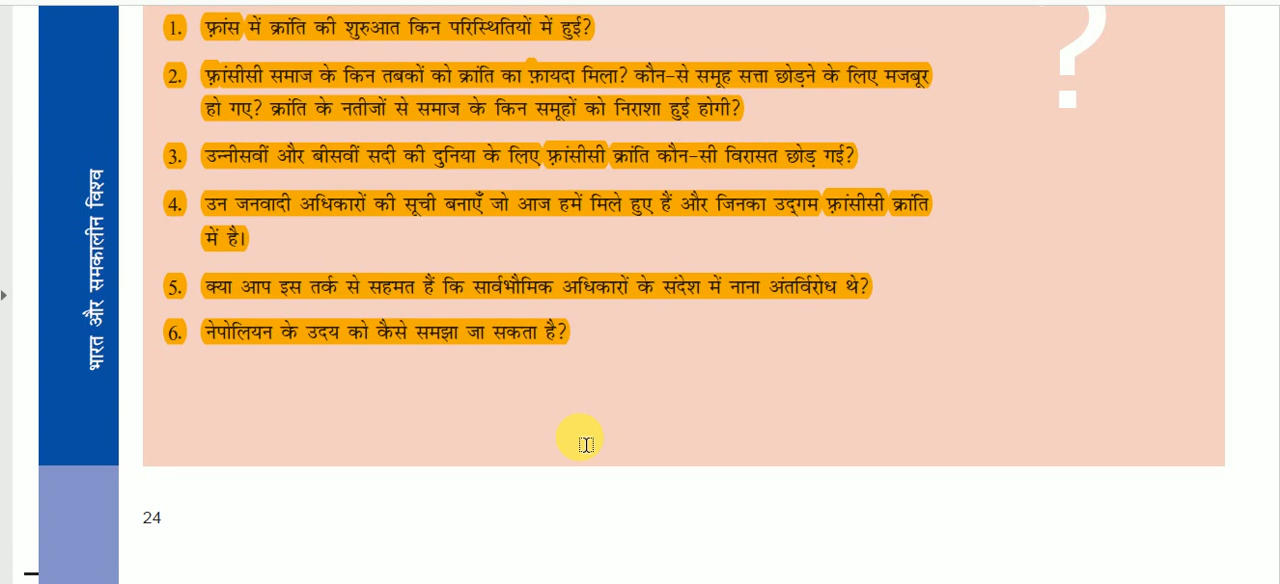 1. फ़्रांस में क्रांति की शुरुआत किन परिस्थितियों में हुई?
2. फ़्रांसीसी समाज के किन तबकों को क्रांति का फ़ायदा मिला? कौन-से समूह सत्ता छोड़ने के लिए मजबूर
हो गए? क्रांति के नतीजों से समाज के किन समूहों को निराशा हुई होगी?
3. उन्नीसवीं और बीसवीं सदी की दुनिया के लिए फ़्रांसीसी क्रांति कौन-सी विरासत छोड़ गई?
4. उन जनवादी अधिकारों की सूची बनाएँ जो आज हमें मिले हुए हैं और जिनका उद्‌गम फ़्रांसीसी क्रांति
में है।
5. क्या आप इस तर्क से सहमत हैं कि सार्वभौमिक अधिकारों के संदेश में नाना अंतर्विरोध थे?
6. नेपोलियन के उदय को कैसे समझा जा सकता है?
?
भारत और समकालीन विश्व
24